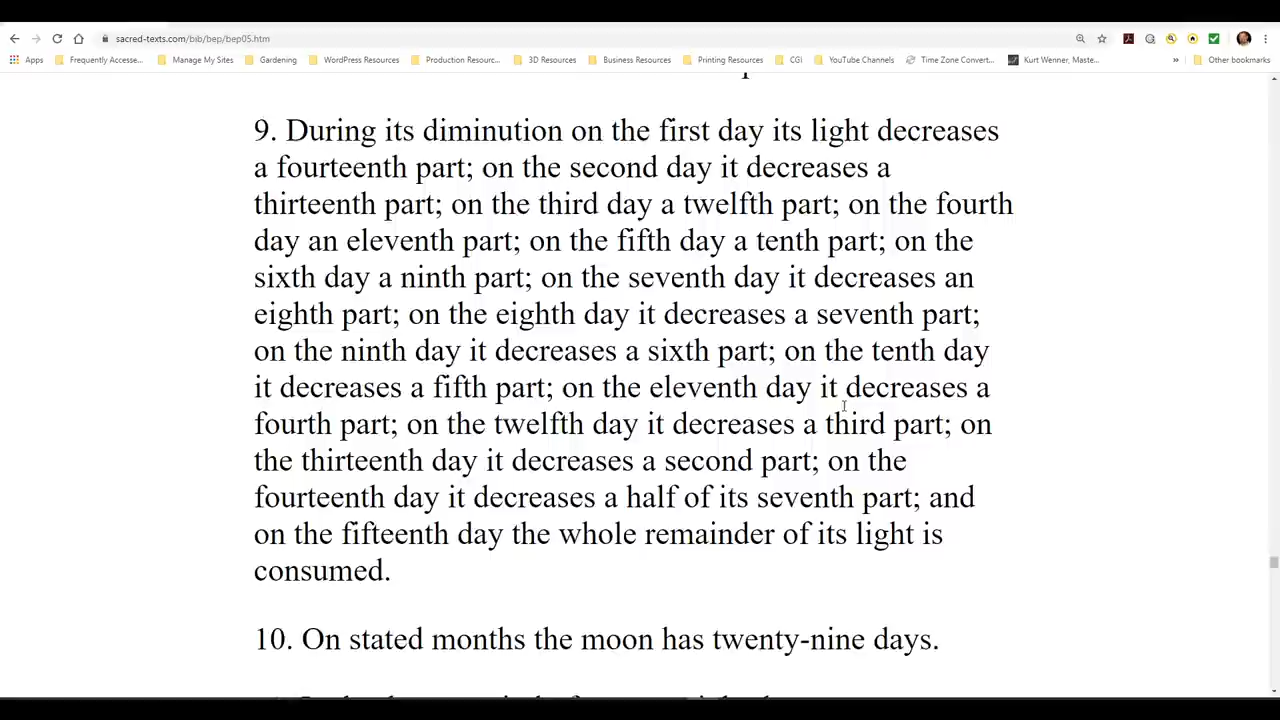 sacred-texts.com/bib/bep/bep05.htm
Apps Frequently Accesse... Manage My Sites Gardening WordPress Resources Production Resourc... 3D Resources Business Resources Printing Resources CGI YouTube Channels Time Zone Convert... Kurt Wenner, Maste... » Other bookmarks
9. During its diminution on the first day its light decreases
a fourteenth part; on the second day it decreases a
thirteenth part; on the third day a twelfth part; on the fourth
day an eleventh part; on the fifth day a tenth part; on the
sixth day a ninth part; on the seventh day it decreases an
eighth part; on the eighth day it decreases a seventh part;
on the ninth day it decreases a sixth part; on the tenth day
it decreases a fifth part; on the eleventh day it decreases a
fourth part; on the twelfth day it decreases a third part; on
the thirteenth day it decreases a second part; on the
fourteenth day it decreases a half of its seventh part; and
on the fifteenth day the whole remainder of its light is
consumed.
10. On stated months the moon has twenty-nine days.